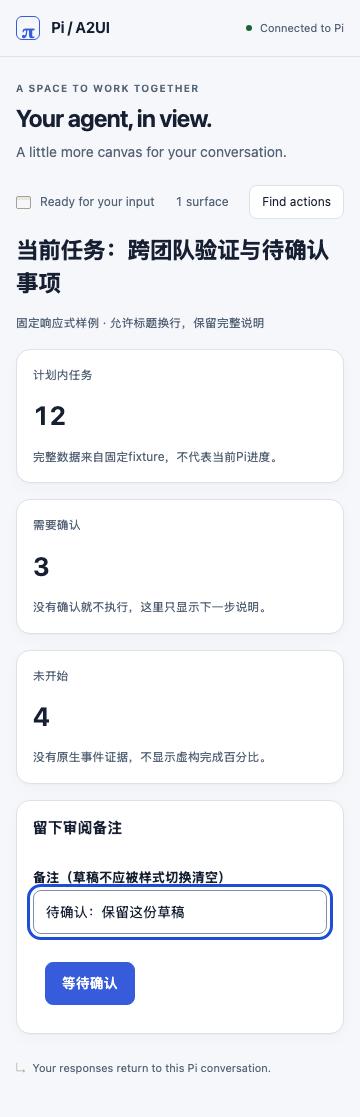 π Pi / A2UI
Connected to Pi
A SPACE TO WORK TOGETHER
Your agent, in view.
A little more canvas for your conversation.
Ready for your input
1 surface
Find actions
当前任务：跨团队验证与待确认
事项
固定响应式样例 · 允许标题换行，保留完整说明
计划内任务
12
完整数据来自固定fixture，不代表当前Pi进度。
需要确认
3
没有确认就不执行，这里只显示下一步说明。
未开始
4
没有原生事件证据，不显示虚构完成百分比。
留下审阅备注
备注（草稿不应被样式切换清空）
待确认：保留这份草稿
等待确认
Your responses return to this Pi conversation.